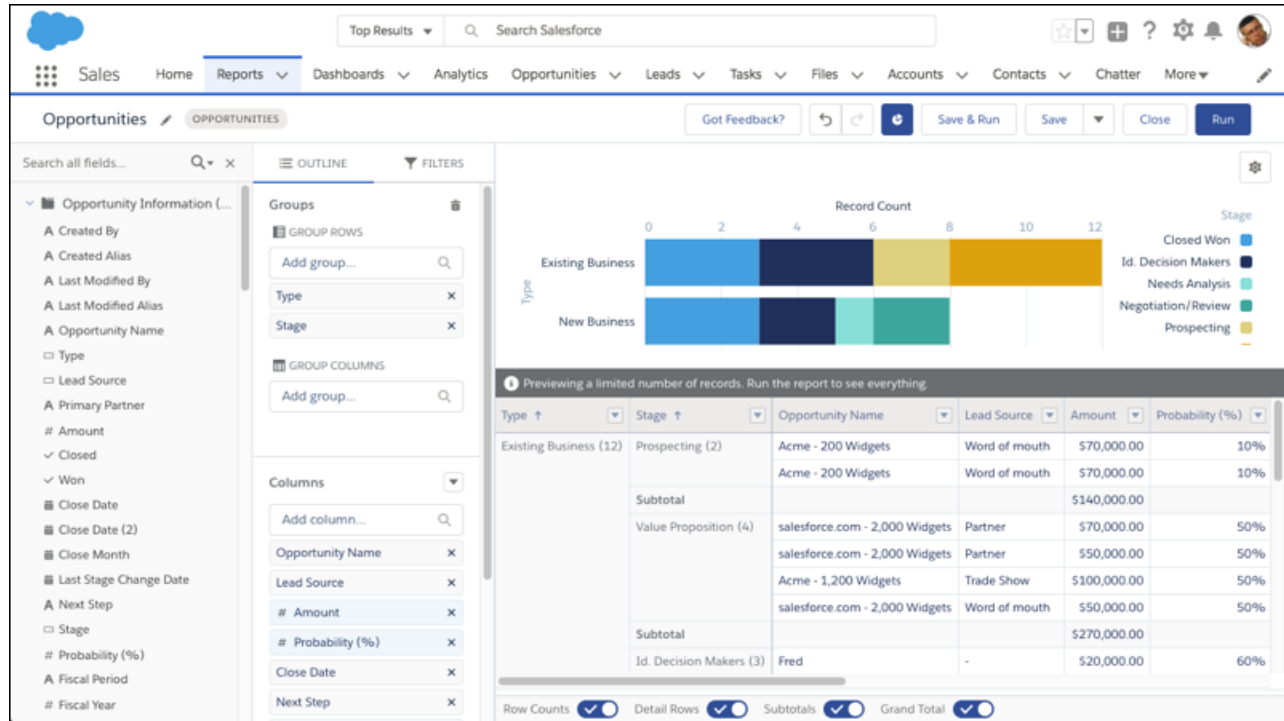 Top Results
Search Salesforce
Sales
Home
Reports
Dashboards
Analytics
Opportunities
Leads
Tasks
Files
Accounts
Contacts
Chatter
More
Opportunities
OPPORTUNITIES
Got Feedback?
Save & Run
Save
Close
Run
Search all fields...
Opportunity Information (...
A Created By
A Created Alias
A Last Modified By
A Last Modified Alias
A Opportunity Name
Type
Lead Source
A Primary Partner
# Amount
Closed
Won
Close Date
Close Date (2)
Close Month
Last Stage Change Date
A Next Step
Stage
# Probability (%)
A Fiscal Period
# Fiscal Year
OUTLINE
FILTERS
Groups
GROUP ROWS
Add group...
Type
Stage
GROUP COLUMNS
Add group...
Columns
Add column...
Opportunity Name
Lead Source
# Amount
# Probability (%)
Close Date
Next Step
Record Count
0 2 4 6 8 10 12
Type
Existing Business
New Business
Stage
Closed Won
Id. Decision Makers
Needs Analysis
Negotiation/Review
Prospecting
Previewing a limited number of records. Run the report to see everything.
Type ↑ Stage ↑ Opportunity Name Lead Source Amount Probability (%)
Existing Business (12) Prospecting (2) Acme - 200 Widgets Word of mouth $70,000.00 10%
Acme - 200 Widgets Word of mouth $70,000.00 10%
Subtotal $140,000.00
Value Proposition (4) salesforce.com - 2,000 Widgets Partner $70,000.00 50%
salesforce.com - 2,000 Widgets Partner $50,000.00 50%
Acme - 1,200 Widgets Trade Show $100,000.00 50%
salesforce.com - 2,000 Widgets Word of mouth $50,000.00 50%
Subtotal $270,000.00
Id. Decision Makers (3) Fred - $20,000.00 60%
Row Counts
Detail Rows
Subtotals
Grand Total